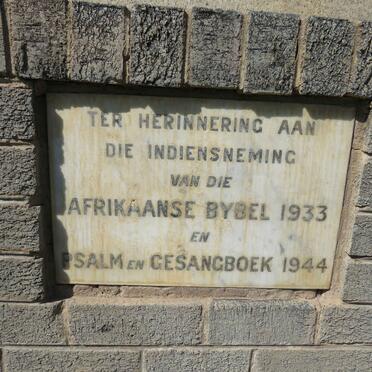 TER HERINNERING AAN
DIE INDIENSNEMING
VAN DIE
AFRIKAANSE BYBEL 1933
EN
PSALM EN GESANGBOEK 1944